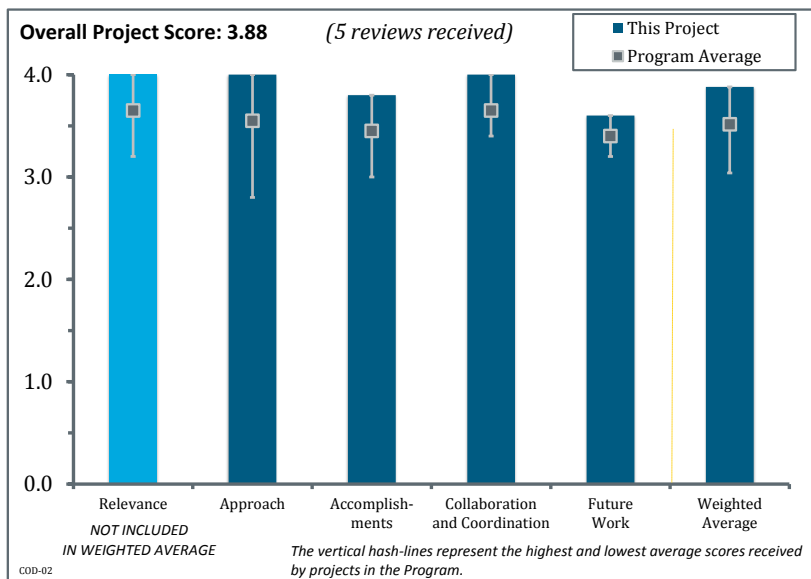 Overall Project Score: 3.88 (5 reviews received)
This Project
Program Average
4.0
3.0
2.0
1.0
0.0
Relevance
Approach
Accomplish-
ments
Collaboration
and Coordination
Future
Work
Weighted
Average
NOT INCLUDED
IN WEIGHTED AVERAGE
The vertical hash-lines represent the highest and lowest average scores received
by projects in the Program.
COD-02